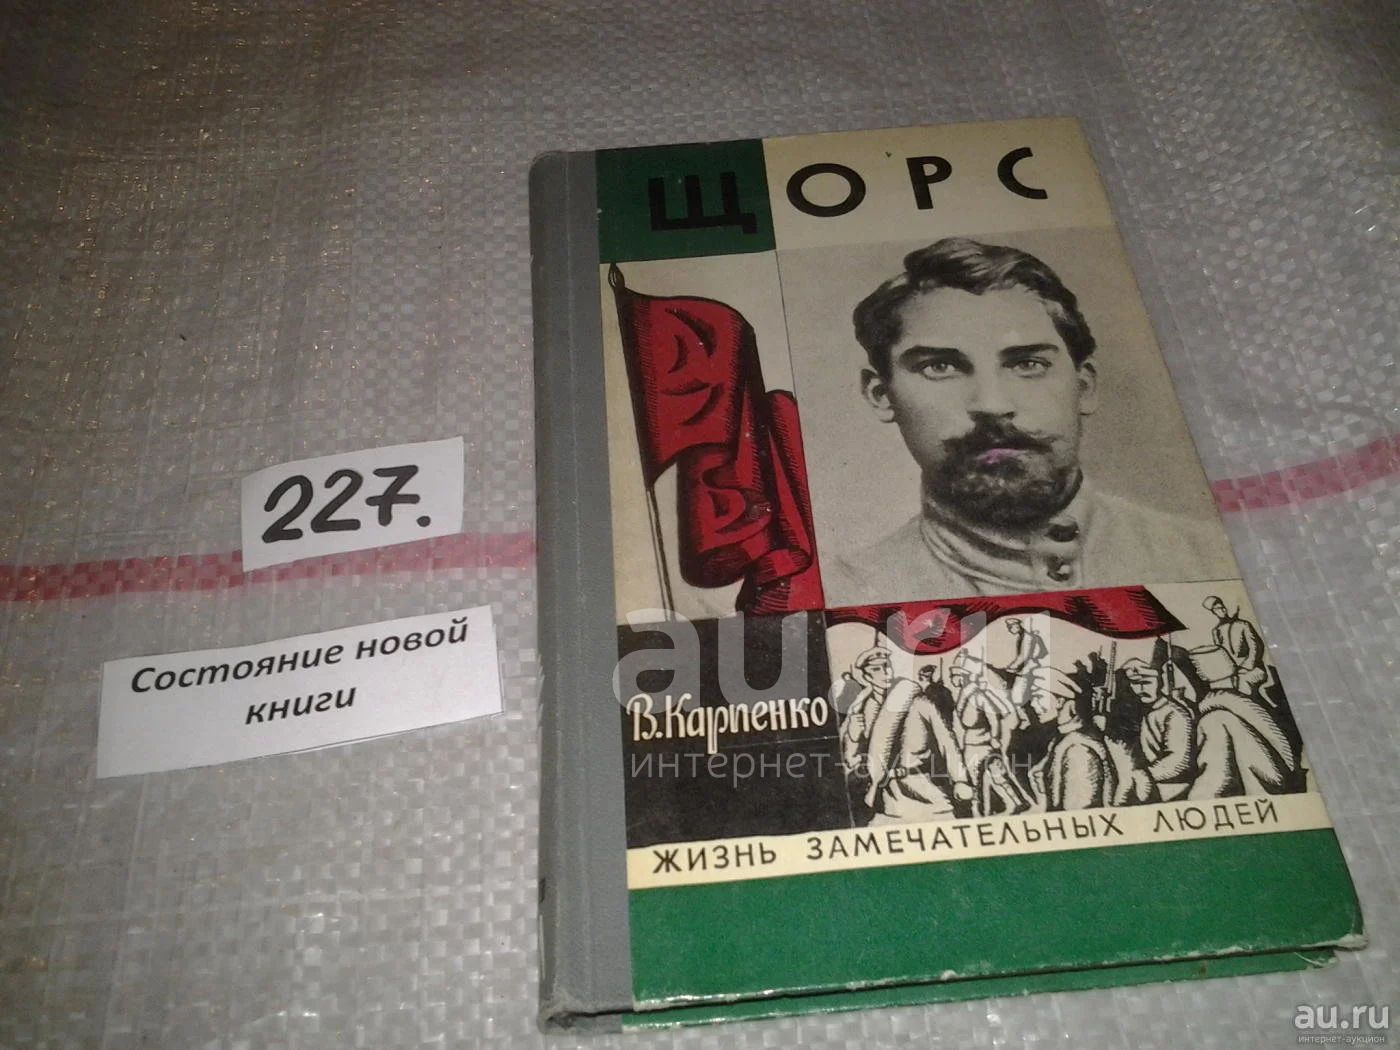 ЩОРС
227.
Состояние новой
книги
В.Карпенко
ЖИЗНЬ ЗАМЕЧАТЕЛЬНЫХ ЛЮДЕЙ
au.ru
интернет-аукцион
au.ru
интернет-аукцион